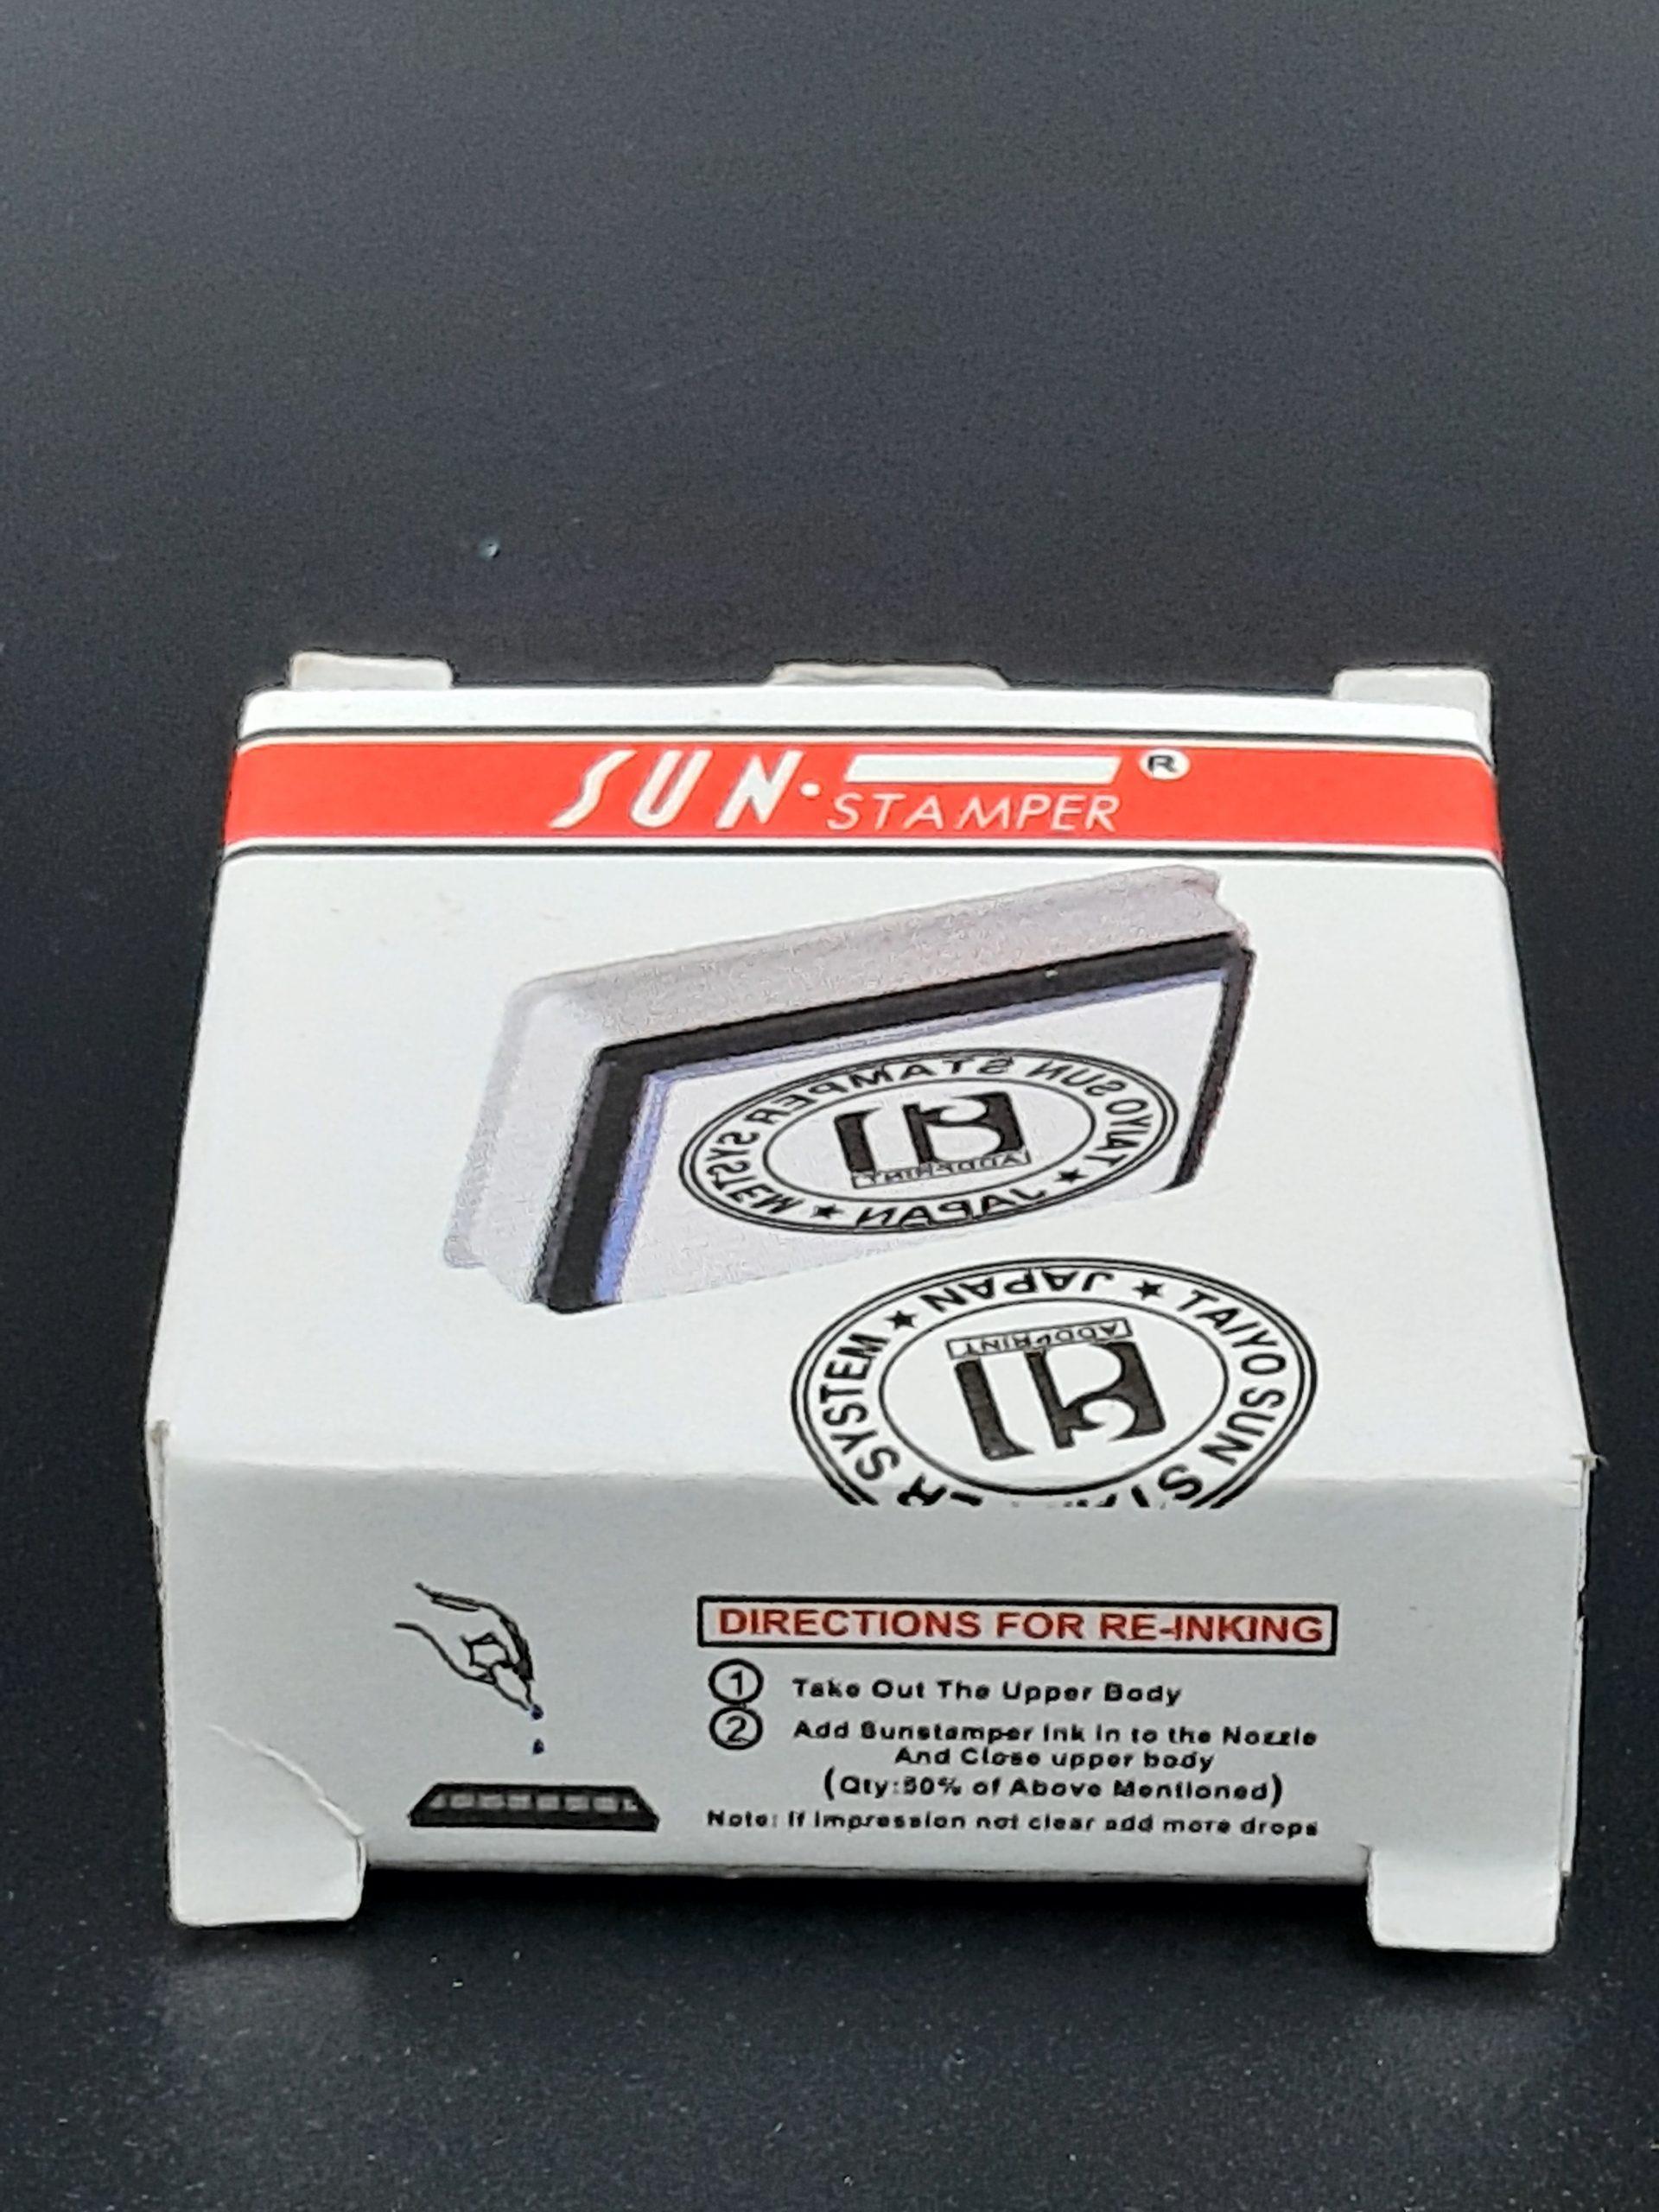 SUN·STAMPER ®
TAIYO SUN STAMPER SYSTEM ★ JAPAN ★
ADDPRINT
★ JAPAN ★ TAIYO SUN
SYSTEM
ADDPRINT
DIRECTIONS FOR RE-INKING
1 Take Out The Upper Body
2 Add Sunstamper Ink in to the Nozzle
And Close upper body
(Qty:50% of Above Mentioned)
Note: If impression not clear add more drops